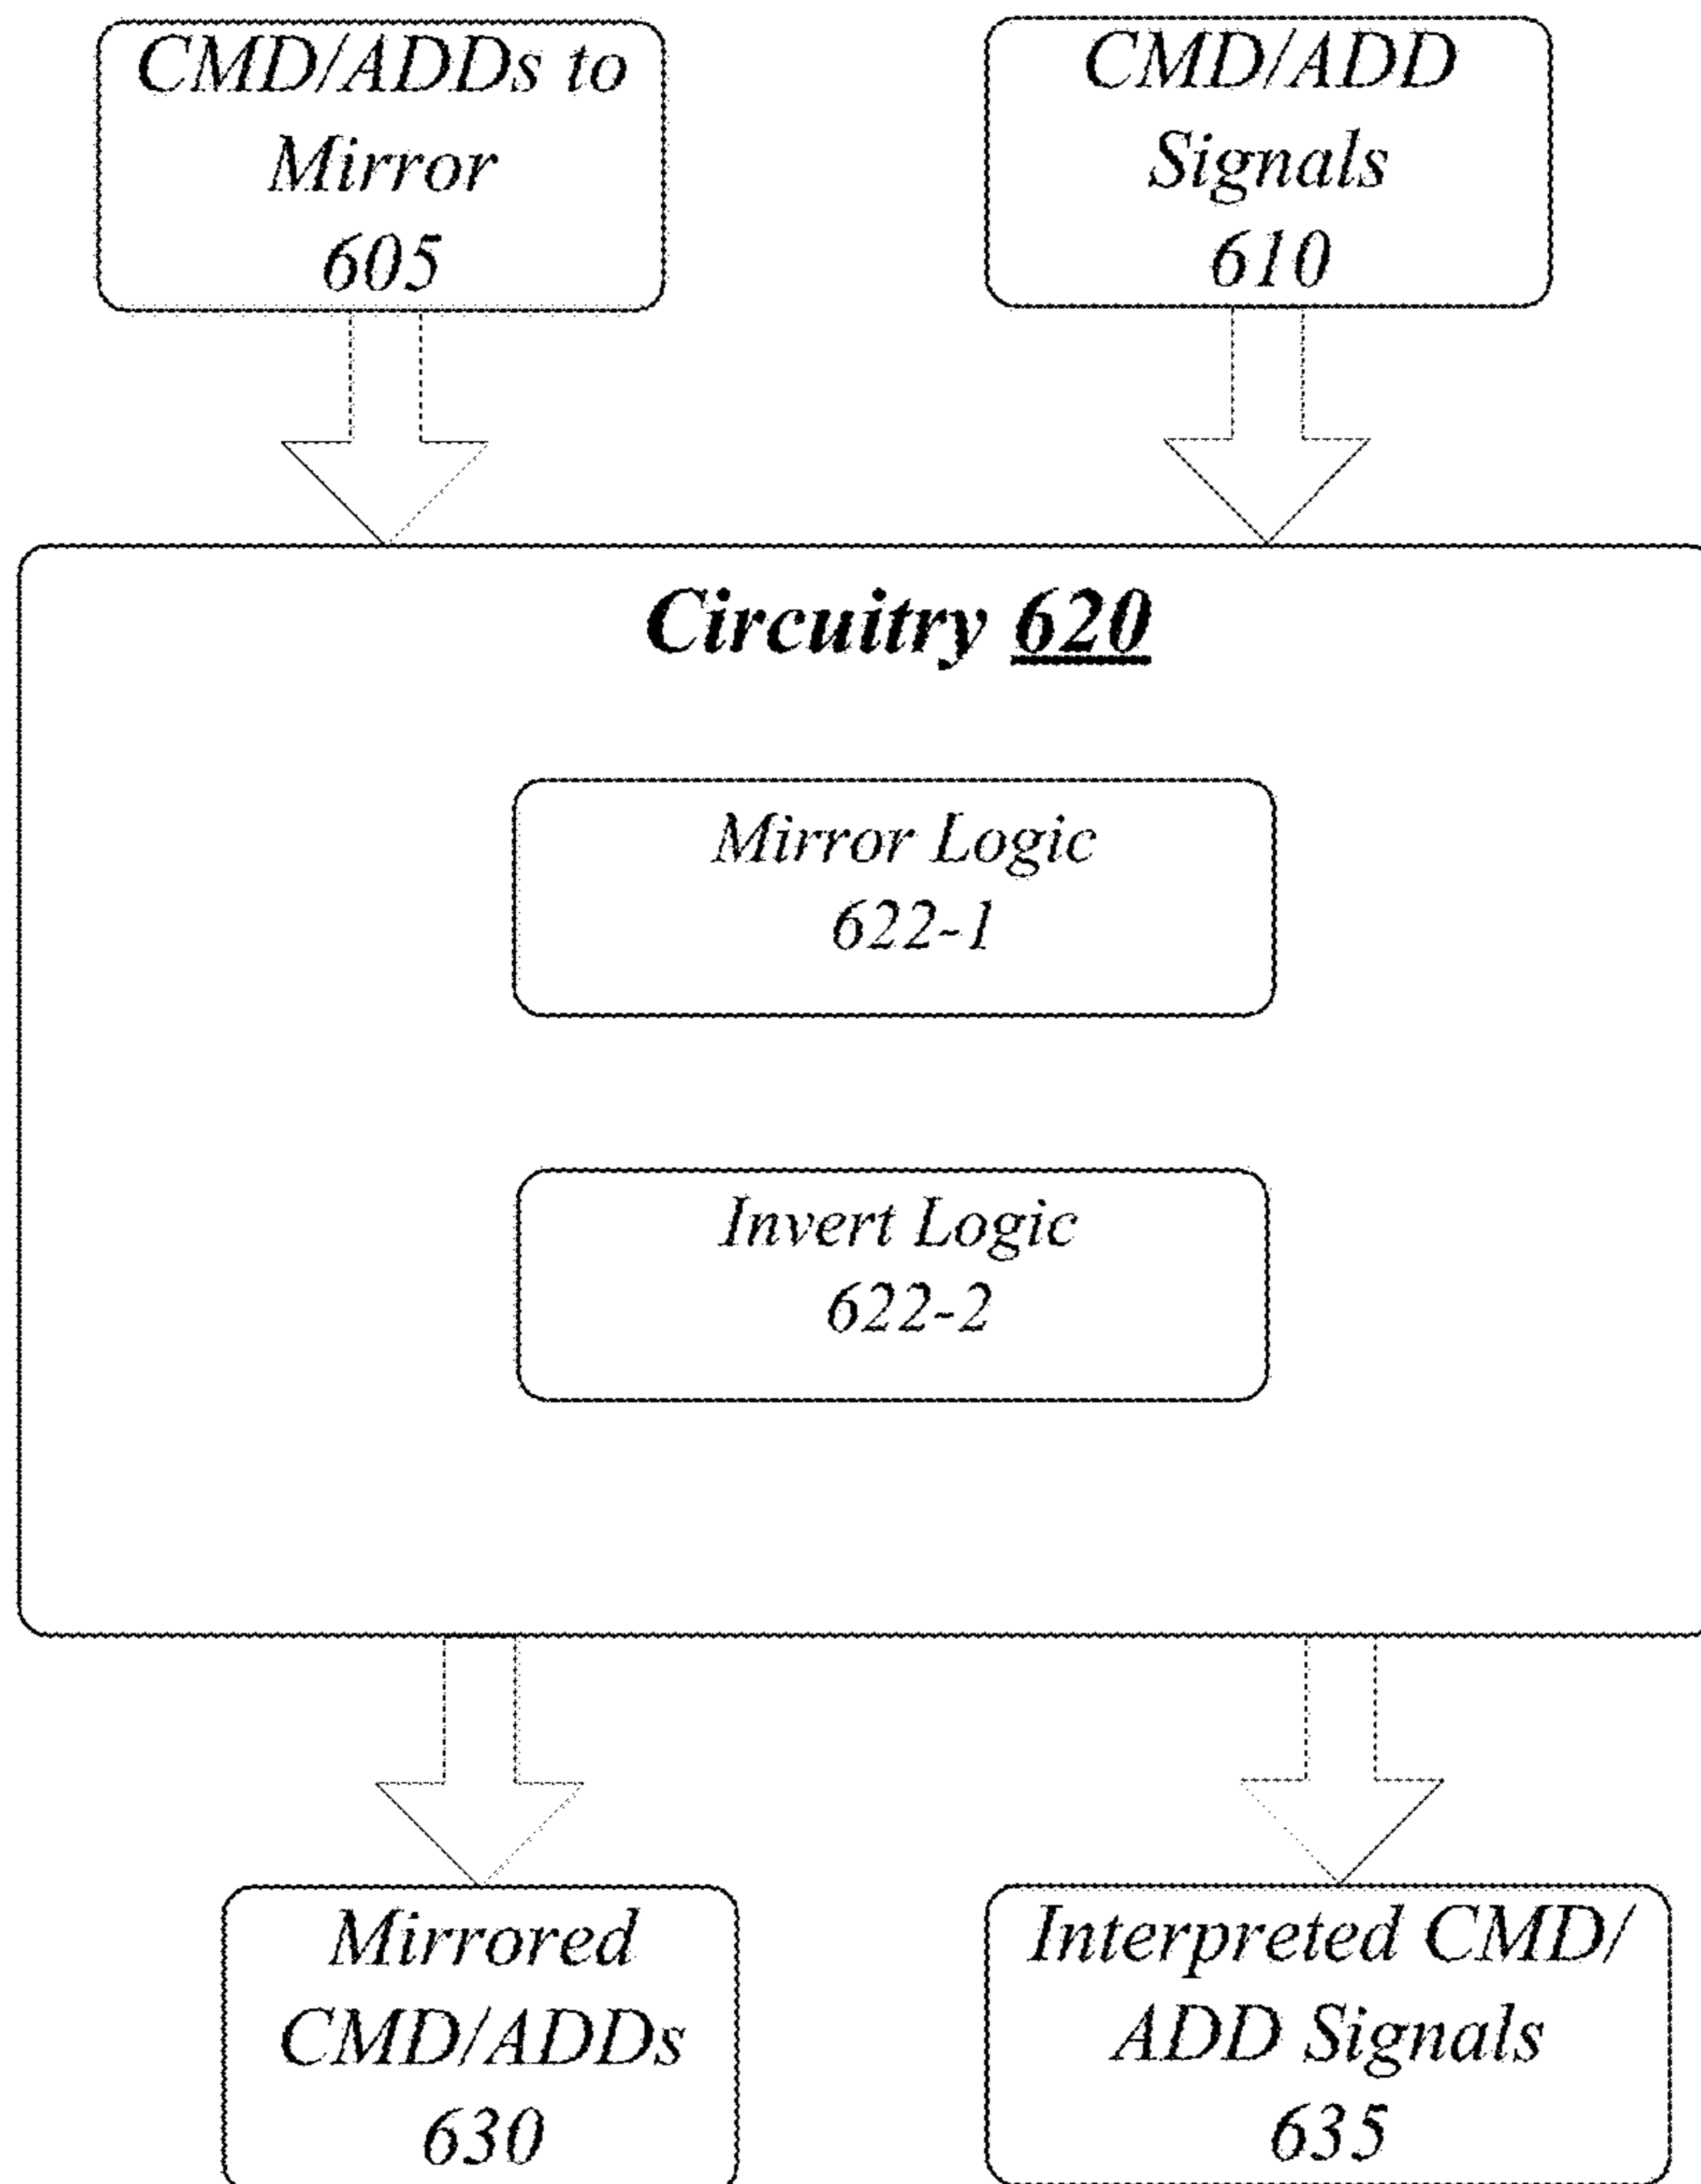 CMD/ADDs to
Mirror
605
CMD/ADD
Signals
610
Circuitry 620
Mirror Logic
622-1
Invert Logic
622-2
Mirrored
CMD/ADDs
630
Interpreted CMD/
ADD Signals
635